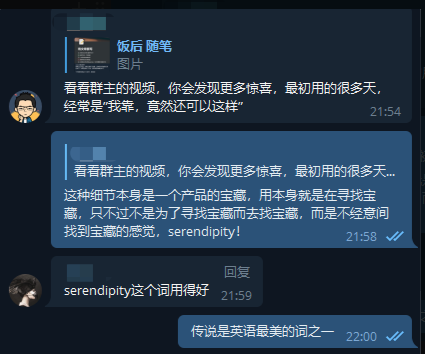 饭后 随笔
图片
看看群主的视频，你会发现更多惊喜，最初用的很多天，
经常是“我靠，竟然还可以这样”
21:54
看看群主的视频，你会发现更多惊喜，最初用的很多天...
这种细节本身是一个产品的宝藏，用本身就是在寻找宝
藏，只不过不是为了寻找宝藏而去找宝藏，而是不经意间
找到宝藏的感觉，serendipity！
21:58
回复
serendipity这个词用得好
21:59
传说是英语最美的词之一
22:00